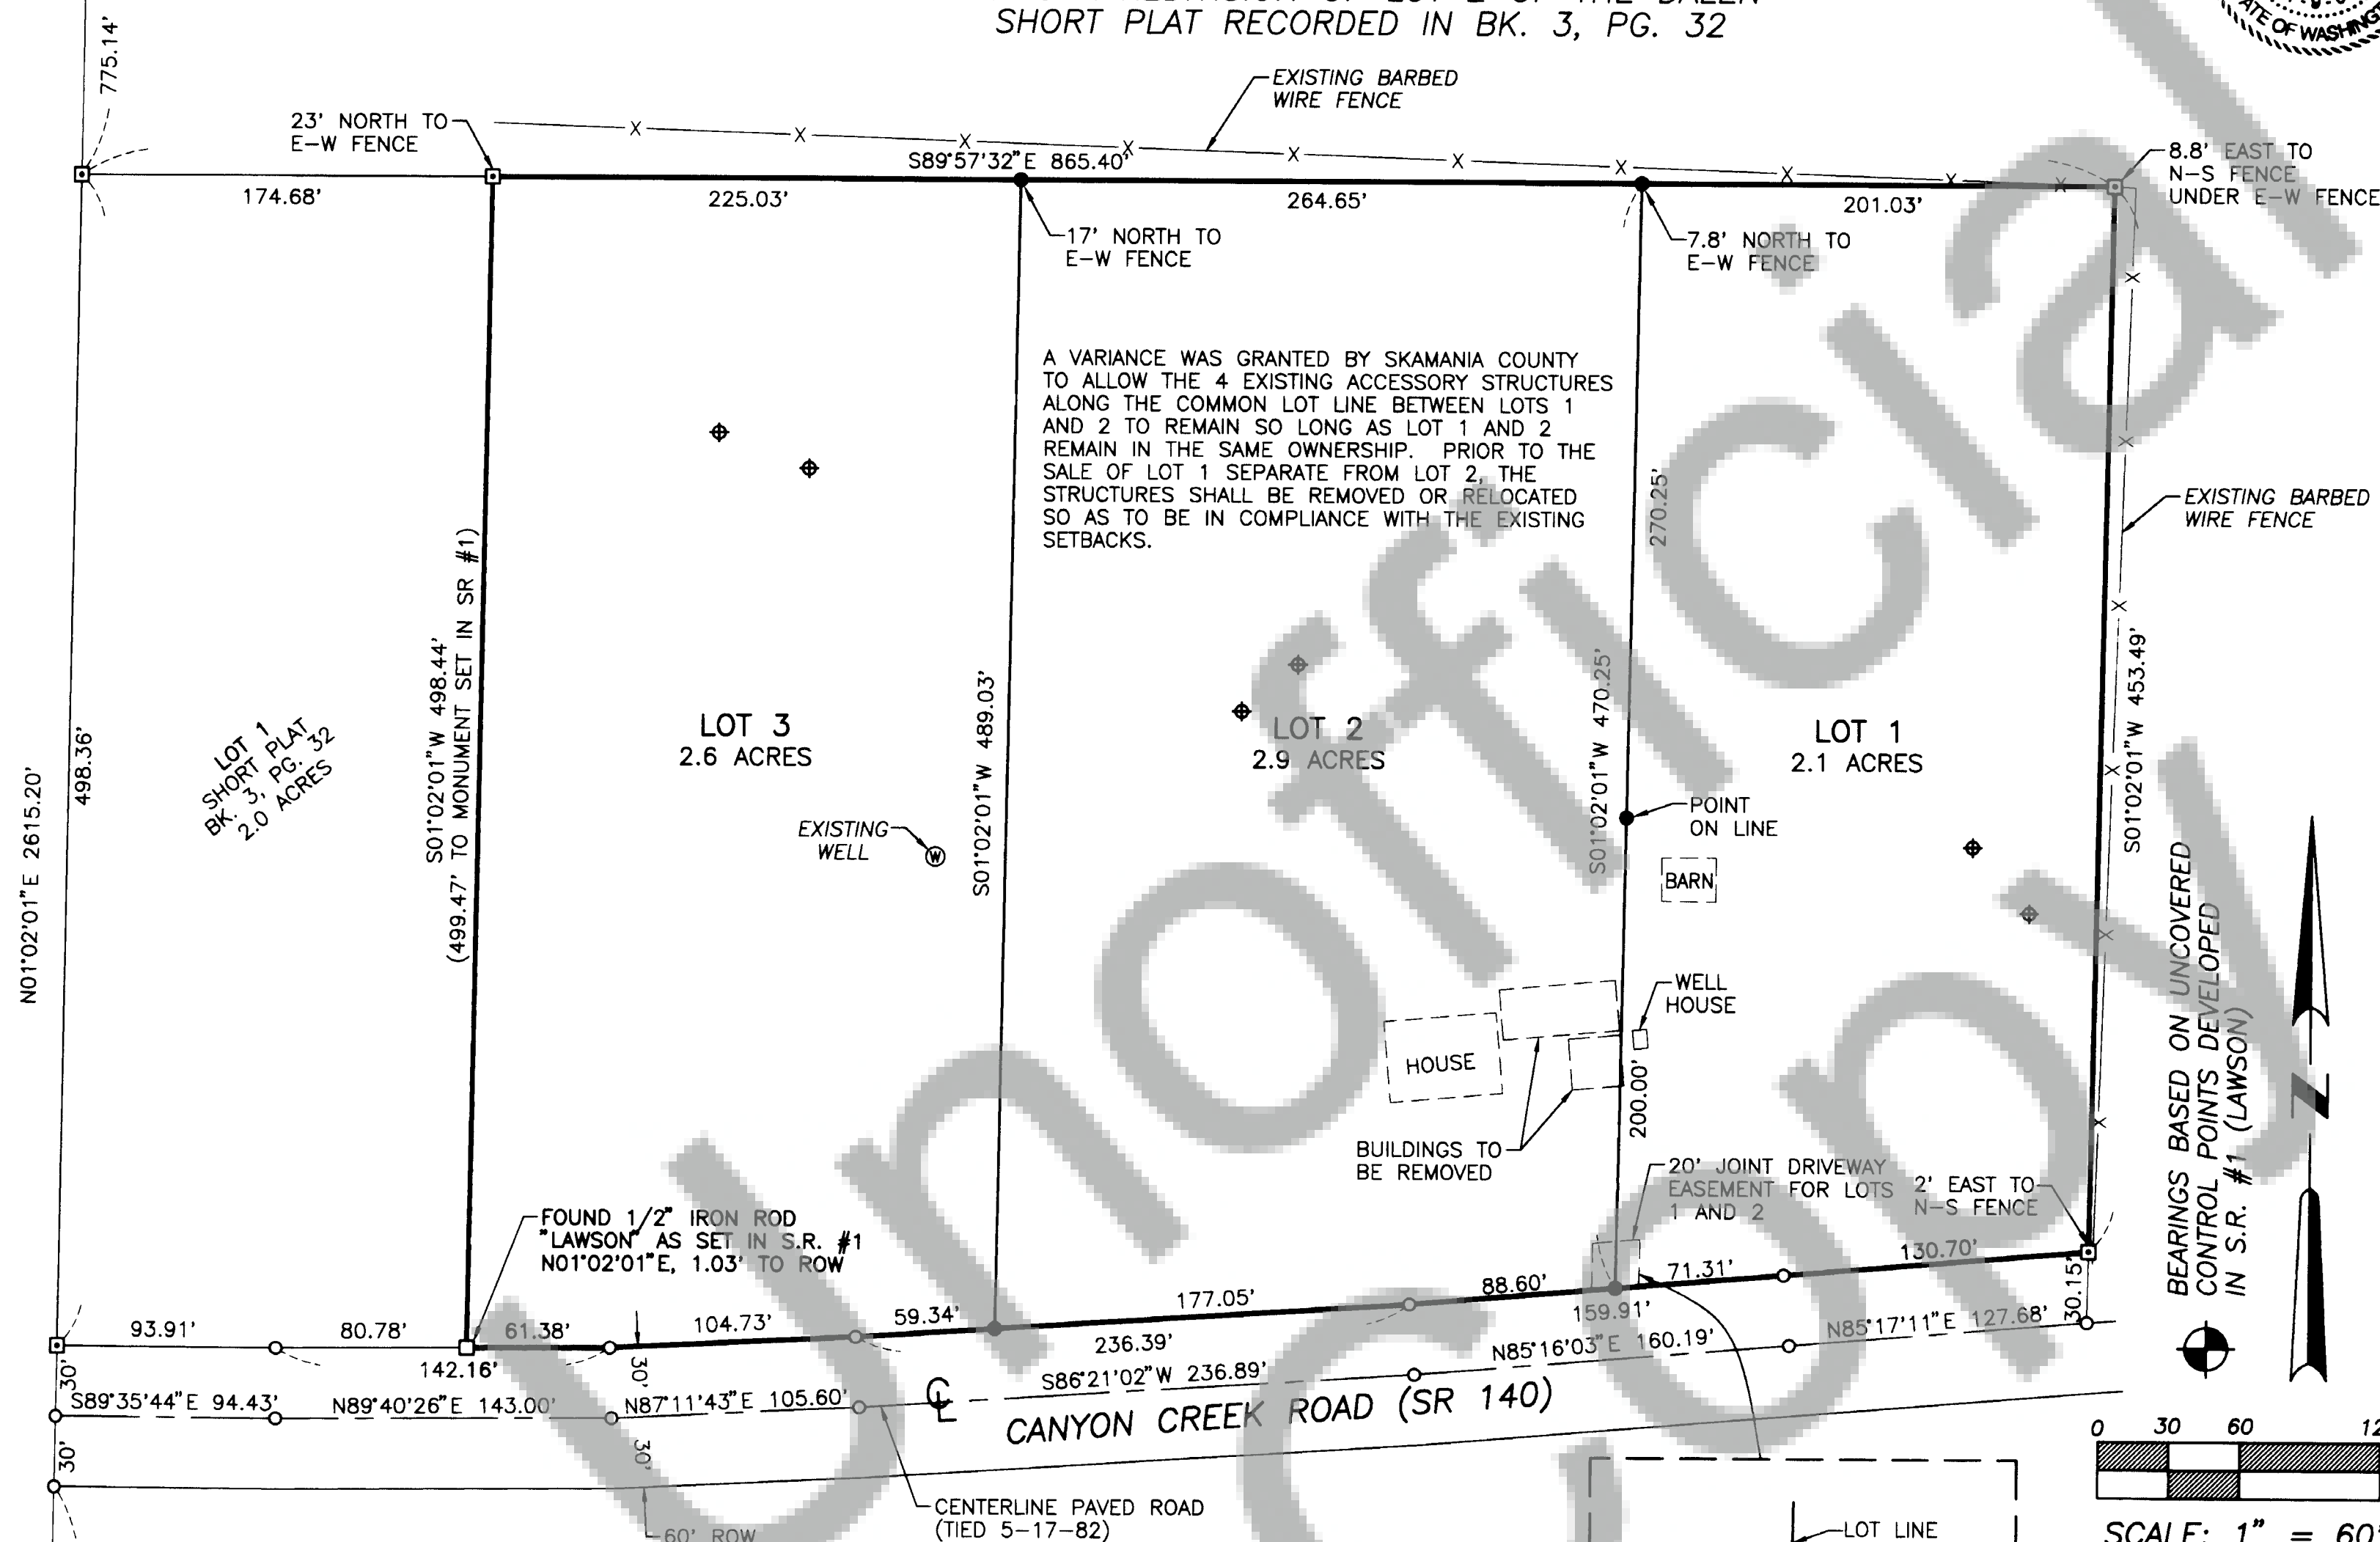 SHORT PLAT RECORDED IN BK. 3, PG. 32
ATE OF WASHING
775.14'
EXISTING BARBED
WIRE FENCE
23' NORTH TO
E-W FENCE
S89°57'32"E 865.40'
8.8' EAST TO
N-S FENCE
UNDER E-W FENCE
174.68'
225.03'
264.65'
201.03'
17' NORTH TO
E-W FENCE
7.8' NORTH TO
E-W FENCE
A VARIANCE WAS GRANTED BY SKAMANIA COUNTY
TO ALLOW THE 4 EXISTING ACCESSORY STRUCTURES
ALONG THE COMMON LOT LINE BETWEEN LOTS 1
AND 2 TO REMAIN SO LONG AS LOT 1 AND 2
REMAIN IN THE SAME OWNERSHIP. PRIOR TO THE
SALE OF LOT 1 SEPARATE FROM LOT 2, THE
STRUCTURES SHALL BE REMOVED OR RELOCATED
SO AS TO BE IN COMPLIANCE WITH THE EXISTING
SETBACKS.
270.25'
EXISTING BARBED
WIRE FENCE
N01°02'01"E 2615.20'
498.36'
LOT 1
SHORT PLAT
BK. 3, PG. 32
2.0 ACRES
S01°02'01"W 498.44'
(499.47' TO MONUMENT SET IN SR #1)
LOT 3
2.6 ACRES
S01°02'01"W 489.03'
LOT 2
2.9 ACRES
S01°02'01"W 470.25'
LOT 1
2.1 ACRES
S01°02'01"W 453.49'
EXISTING
WELL
W
POINT
ON LINE
BARN
WELL
HOUSE
HOUSE
200.00'
BUILDINGS TO
BE REMOVED
20' JOINT DRIVEWAY
EASEMENT FOR LOTS
1 AND 2
2' EAST TO
N-S FENCE
BEARINGS BASED ON UNCOVERED
CONTROL POINTS DEVELOPED
IN S.R. #1 (LAWSON)
N
FOUND 1/2" IRON ROD
"LAWSON" AS SET IN S.R. #1
N01°02'01"E, 1.03' TO ROW
93.91'
80.78'
61.38'
104.73'
59.34'
177.05'
88.60'
71.31'
130.70'
30.15'
142.16'
236.39'
159.91'
30'
30'
S89°35'44"E 94.43'
N89°40'26"E 143.00'
N87°11'43"E 105.60'
S86°21'02"W 236.89'
N85°16'03"E 160.19'
N85°17'11"E 127.68'
CL
CANYON CREEK ROAD (SR 140)
30'
30'
CENTERLINE PAVED ROAD
(TIED 5-17-82)
60' ROW
LOT LINE
0 30 60
SCALE: 1" = 60'
Unofficial
Copy